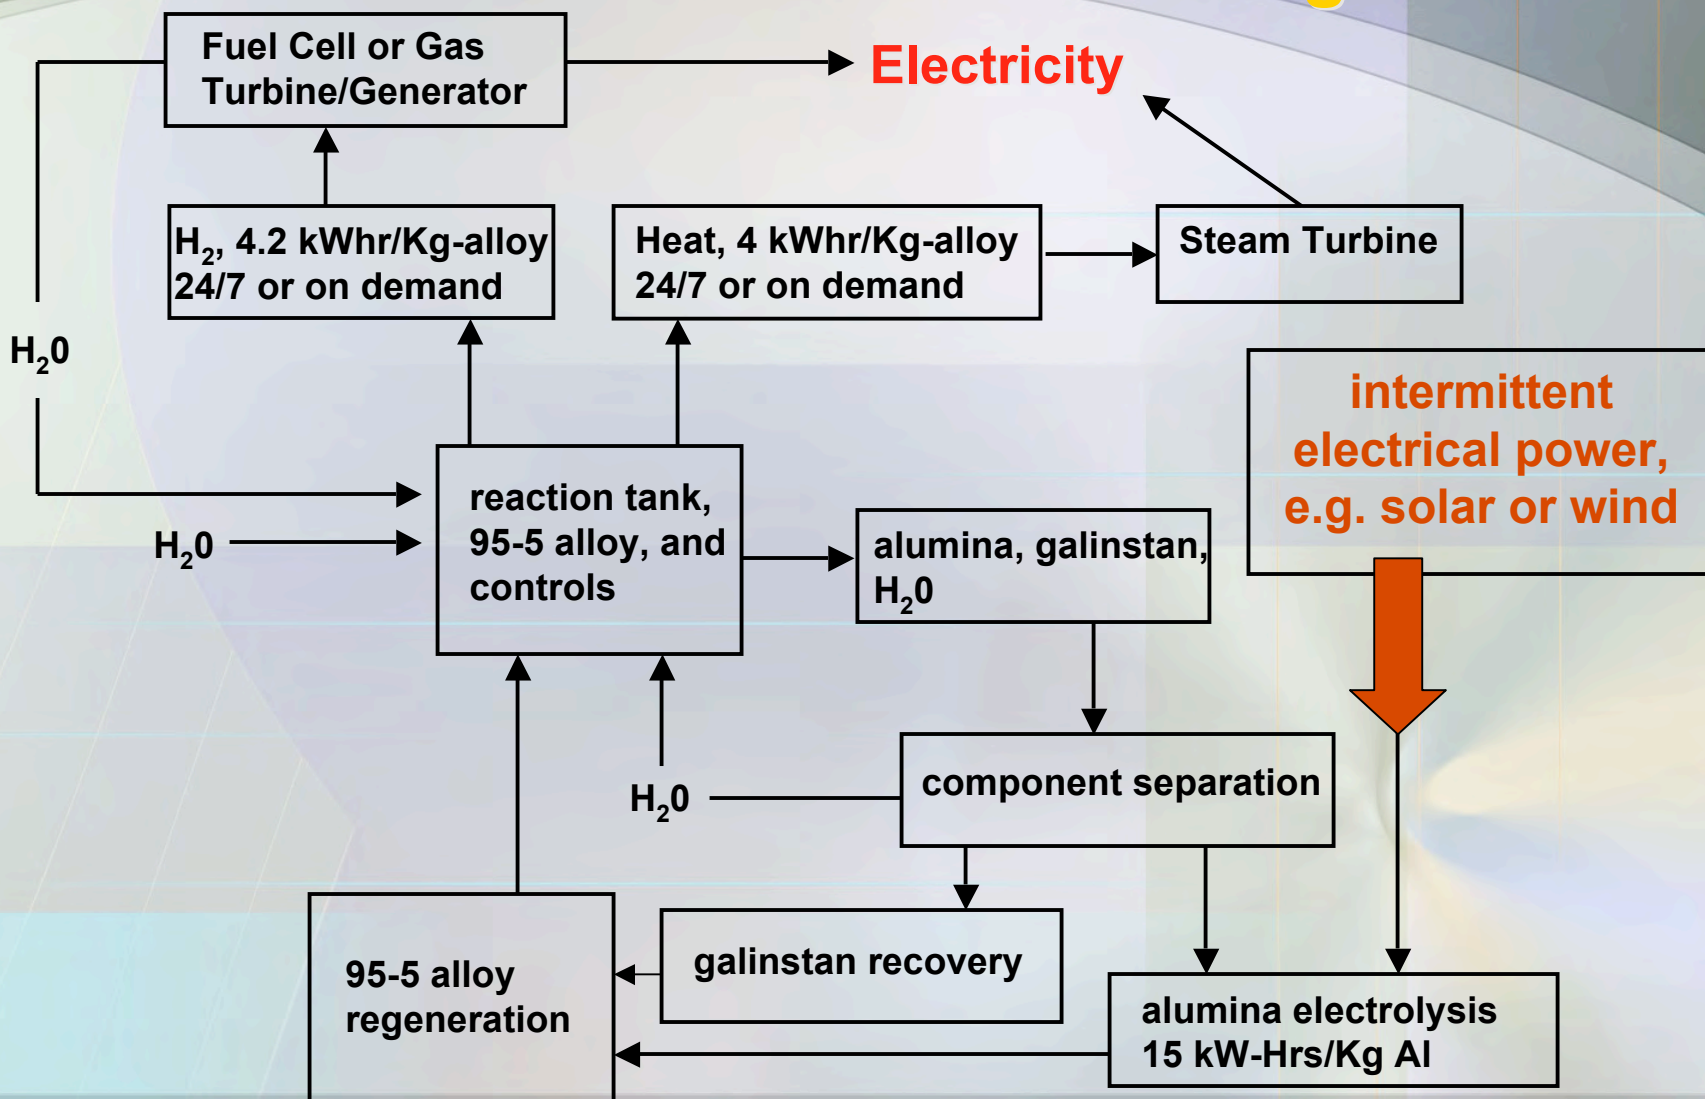 Fuel Cell or Gas
Turbine/Generator
Electricity
H₂, 4.2 kWhr/Kg-alloy
24/7 or on demand
Heat, 4 kWhr/Kg-alloy
24/7 or on demand
Steam Turbine
H₂0
intermittent
electrical power,
e.g. solar or wind
reaction tank,
95-5 alloy, and
controls
H₂0
alumina, galinstan,
H₂0
component separation
H₂0
galinstan recovery
95-5 alloy
regeneration
alumina electrolysis
15 kW-Hrs/Kg Al